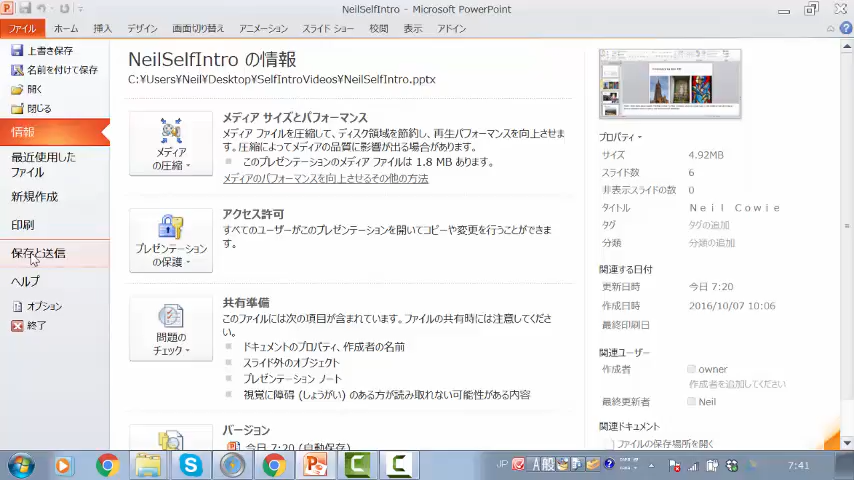 NeilSelfIntro - Microsoft PowerPoint
ファイル ホーム 挿入 デザイン 画面切り替え アニメーション スライド ショー 校閲 表示 アドイン
上書き保存
名前を付けて保存
開く
閉じる
情報
最近使用した
ファイル
新規作成
印刷
保存と送信
ヘルプ
オプション
終了
NeilSelfIntro の情報
C:¥Users¥Neil¥Desktop¥SelfIntroVideos¥NeilSelfIntro.pptx
メディア
の圧縮
メディア サイズとパフォーマンス
メディア ファイルを圧縮して、ディスク領域を節約し、再生パフォーマンスを向上させま
す。圧縮によってメディアの品質に影響が出る場合があります。
このプレゼンテーションのメディア ファイルは 1.8 MB あります。
メディアのパフォーマンスを向上させるその他の方法
プレゼンテーション
の保護
アクセス許可
すべてのユーザーがこのプレゼンテーションを開いてコピーや変更を行うことができま
す。
問題の
チェック
共有準備
このファイルには次の項目が含まれています。ファイルの共有時には注意してくださ
い。
ドキュメントのプロパティ、作成者の名前
スライド外のオブジェクト
プレゼンテーション ノート
視覚に障碍 (しょうがい) のある方が読み取れない可能性がある内容
バージョン
今日 7:20 (自動保存)
プロパティ
サイズ 4.92MB
スライド数 6
非表示スライドの数 0
タイトル Ｎｅｉｌ Ｃｏｗｉｅ
タグ タグの追加
分類 分類の追加
関連する日付
更新日時 今日 7:20
作成日時 2016/10/07 10:06
最終印刷日
関連ユーザー
作成者 owner
作成者を追加してください
最終更新者 Neil
関連ドキュメント
ファイルの保存場所を開く
JP A 般 7:41